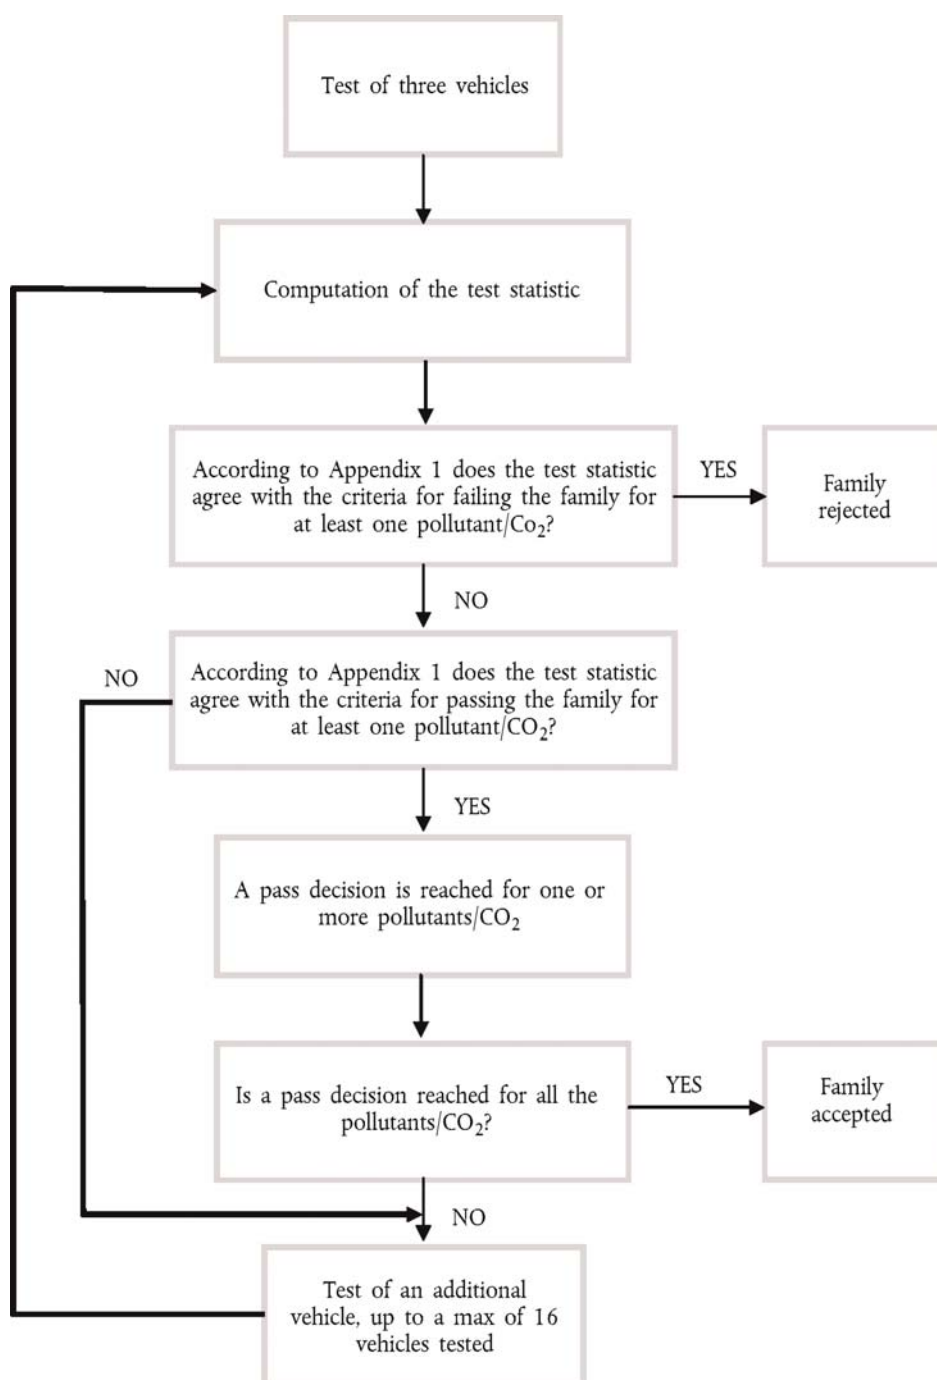 Test of three vehicles
Computation of the test statistic
According to Appendix 1 does the test statistic
agree with the criteria for failing the family for
at least one pollutant/Co₂?
YES
Family
rejected
NO
According to Appendix 1 does the test statistic
agree with the criteria for passing the family for
at least one pollutant/CO₂?
NO
YES
A pass decision is reached for one or
more pollutants/CO₂
Is a pass decision reached for all the
pollutants/CO₂?
YES
Family
accepted
NO
Test of an additional
vehicle, up to a max of 16
vehicles tested